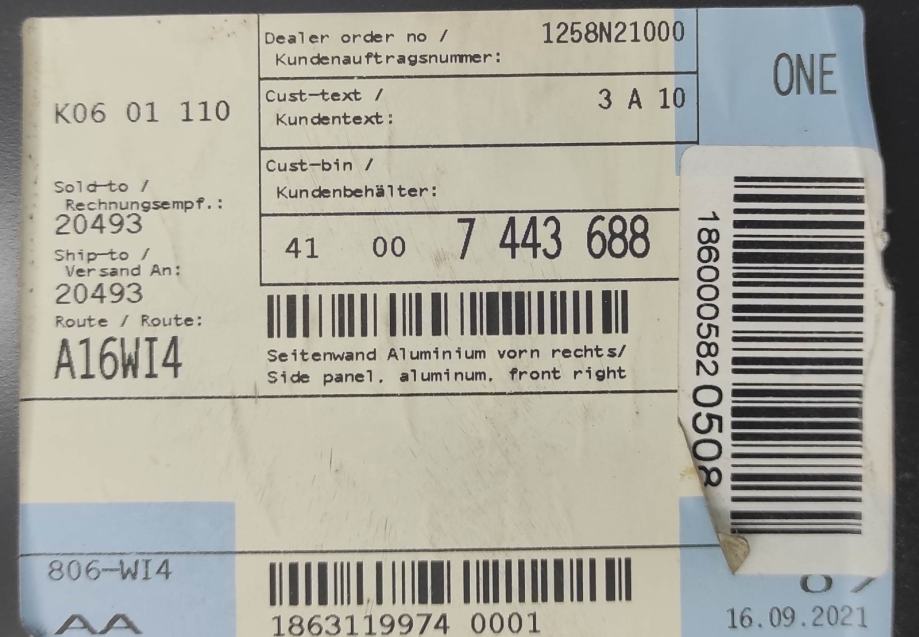 Dealer order no / 1258N21000
Kundenauftragsnummer:
ONE
K06 01 110
Cust-text / 3 A 10
Kundentext:
Cust-bin /
Kundenbehälter:
Sold-to /
Rechnungsempf.:
20493
41 00 7 443 688
Ship-to /
Versand An:
20493
Route / Route:
A16WI4
Seitenwand Aluminium vorn rechts/
Side panel, aluminum, front right
1860005820508
806-WI4
AA
1863119974 0001
16.09.2021